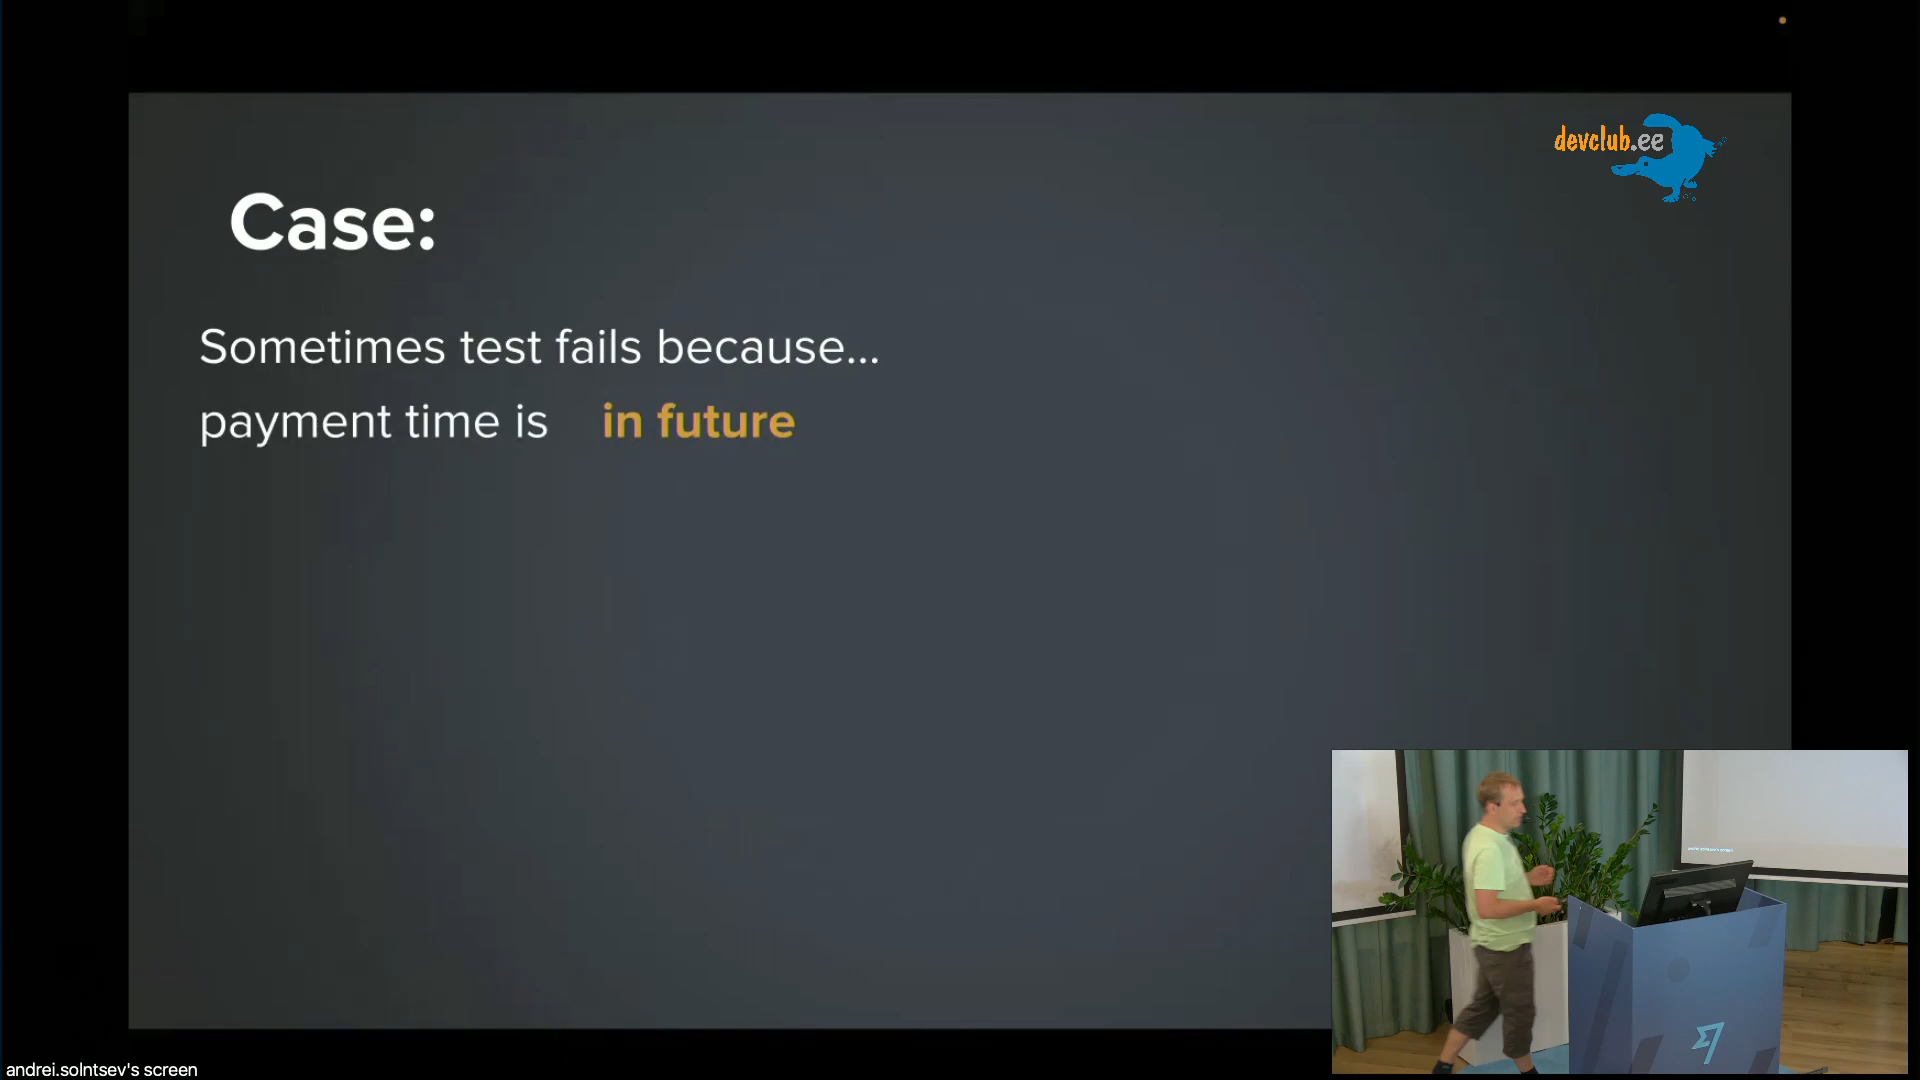 devclub.ee
Case:
Sometimes test fails because...
payment time is in future
andrei.solntsev's screen